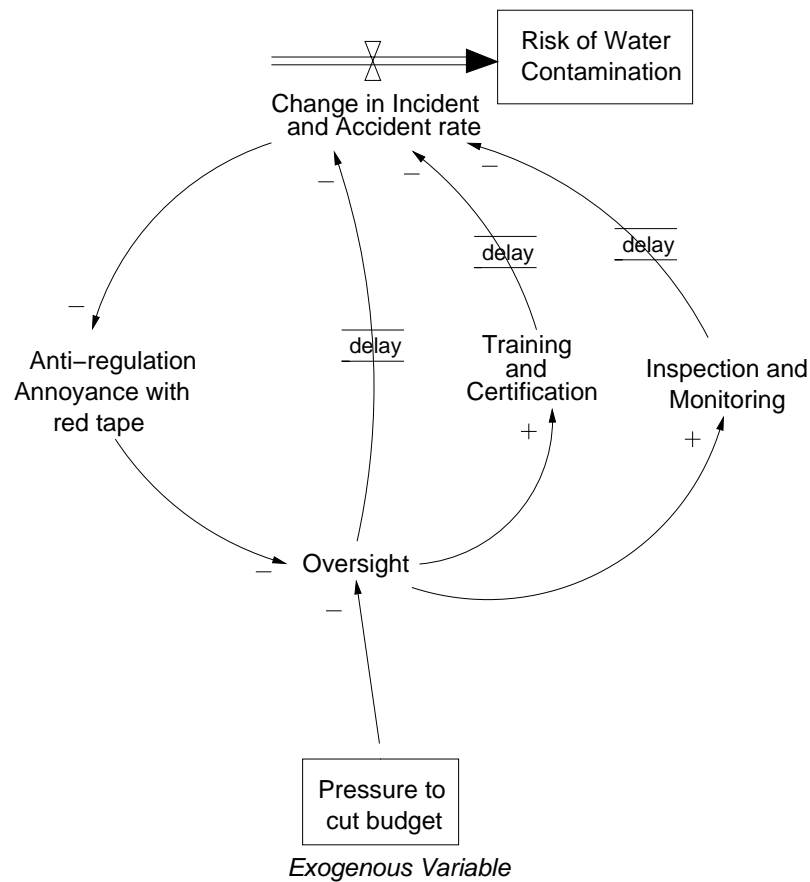 Risk of Water
Contamination
Change in Incident
and Accident rate
−
−
−
−
delay
delay
−
delay
Anti−regulation
Annoyance with
red tape
Training
and
Certification
Inspection and
Monitoring
+
+
−
Oversight
−
Pressure to
cut budget
Exogenous Variable